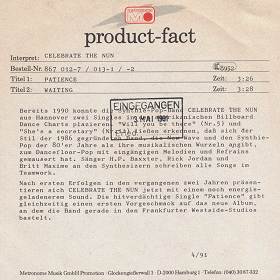 metronome
product-fact
Interpret: CELEBRATE THE NUN
Bestell-Nr. 867 012-7 / 013-1 / -2
Titel 1: PATIENCE Zeit: 3:26
Titel 2: WAITING Zeit: 3:28
EINGEGANGEN
3. MAI 1991
Bereits 1990 konnte die Synthie-Pop-Band CELEBRATE THE NUN
aus Hannover zwei Singles in den amerikanischen Billboard
Dance Charts plazieren. "Will you be there" (Nr.5) und
"She's a secretary" ließen erkennen, daß sich der
Stil der 1986 gegründeten Band, die New Wave und den Synthie-
Pop der 80'er Jahre als ihre musikalischen Wurzeln angibt,
zum Dancefloor-Pop mit eingängigen Melodien und Refrains
gemausert hat. Sänger H.P. Baxxter, Rick Jordan und
Britt Maxime an den Synthesizern schreiben alle Songs im
Teamwork.
Nach ersten Erfolgen in den vergangenen zwei Jahren präsen-
tieren sich CELEBRATE THE NUN jetzt mit einem noch energie-
geladeneren Sound. Die hitverdächtige Single "Patience" gibt
gleichzeitig einen ersten Vorgeschmack auf das neue Album,
an dem die Band gerade in den Frankfurter Westside-Studios
bastelt.
4/91
Metronome Musik GmbH Promotion · Glockengießerwall 3 · D-2000 Hamburg 1 · Telefon (040) 30 87-332